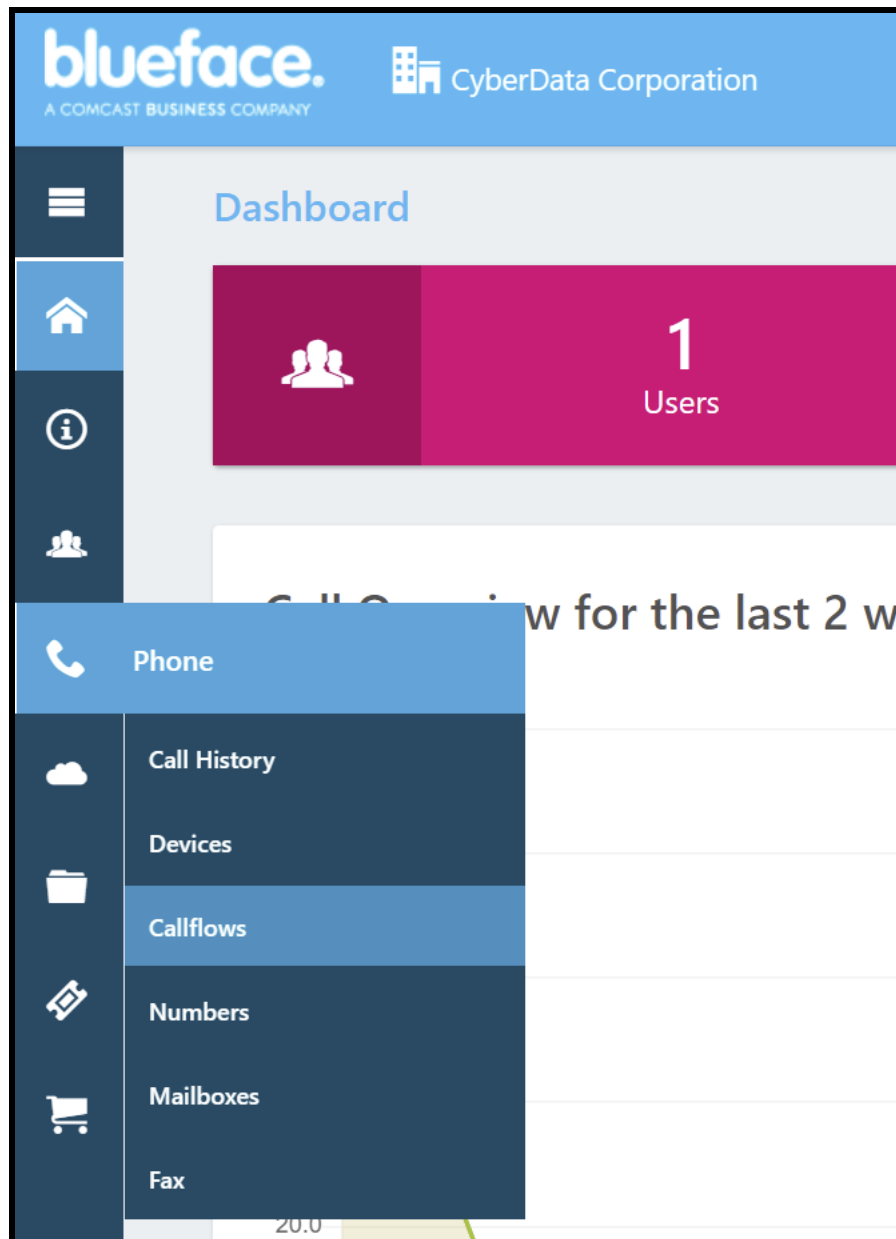 blueface.
A COMCAST BUSINESS COMPANY
CyberData Corporation
Dashboard
1
Users
w for the last 2 w
Phone
Call History
Devices
Callflows
Numbers
Mailboxes
Fax
20.0